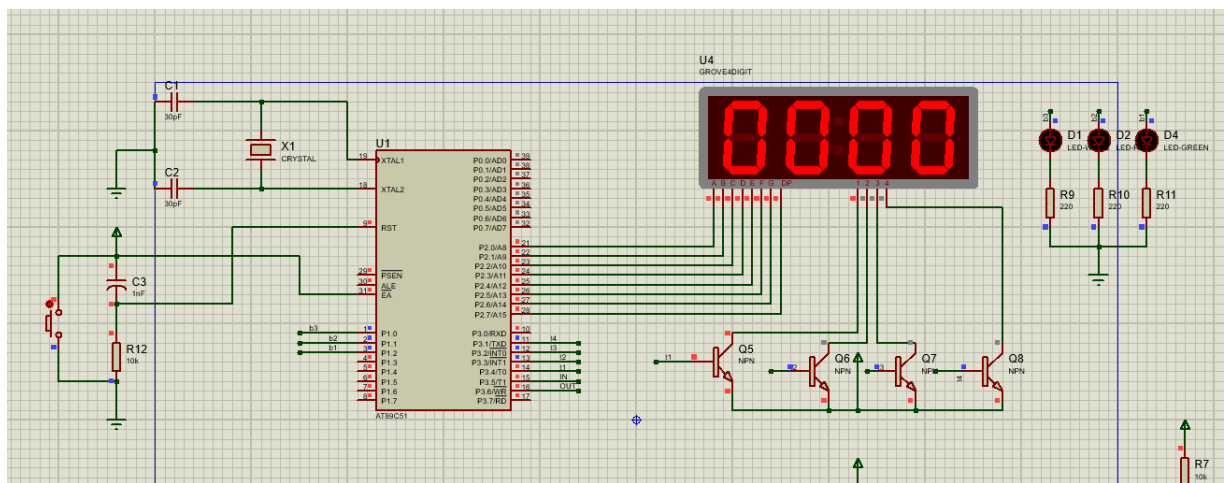 U4
GROVE4DIGIT
0000
A B C D E F G DP
1 2 3 4
C1
30pF
X1
CRYSTAL
C2
30pF
U1
19 XTAL1
18 XTAL2
9 RST
29 PSEN
30 ALE
31 EA
1 P1.0
2 P1.1
3 P1.2
4 P1.3
5 P1.4
6 P1.5
7 P1.6
8 P1.7
P0.0/AD0 39
P0.1/AD1 38
P0.2/AD2 37
P0.3/AD3 36
P0.4/AD4 35
P0.5/AD5 34
P0.6/AD6 33
P0.7/AD7 32
P2.0/A8 21
P2.1/A9 22
P2.2/A10 23
P2.3/A11 24
P2.4/A12 25
P2.5/A13 26
P2.6/A14 27
P2.7/A15 28
P3.0/RXD 10
P3.1/TXD 11
P3.2/INT0 12
P3.3/INT1 13
P3.4/T0 14
P3.5/T1 15
P3.6/WR 16
P3.7/RD 17
AT89C51
b3
b2
b1
t4
t3
t2
t1
IN
OUT
C3
1nF
R12
10k
t1
Q5
NPN
Q6
NPN
Q7
t4
Q8
NPN
b3
b2
b1
D1
D2
D4
LED-GREEN
R9
220
R10
220
R11
220
R7
10k